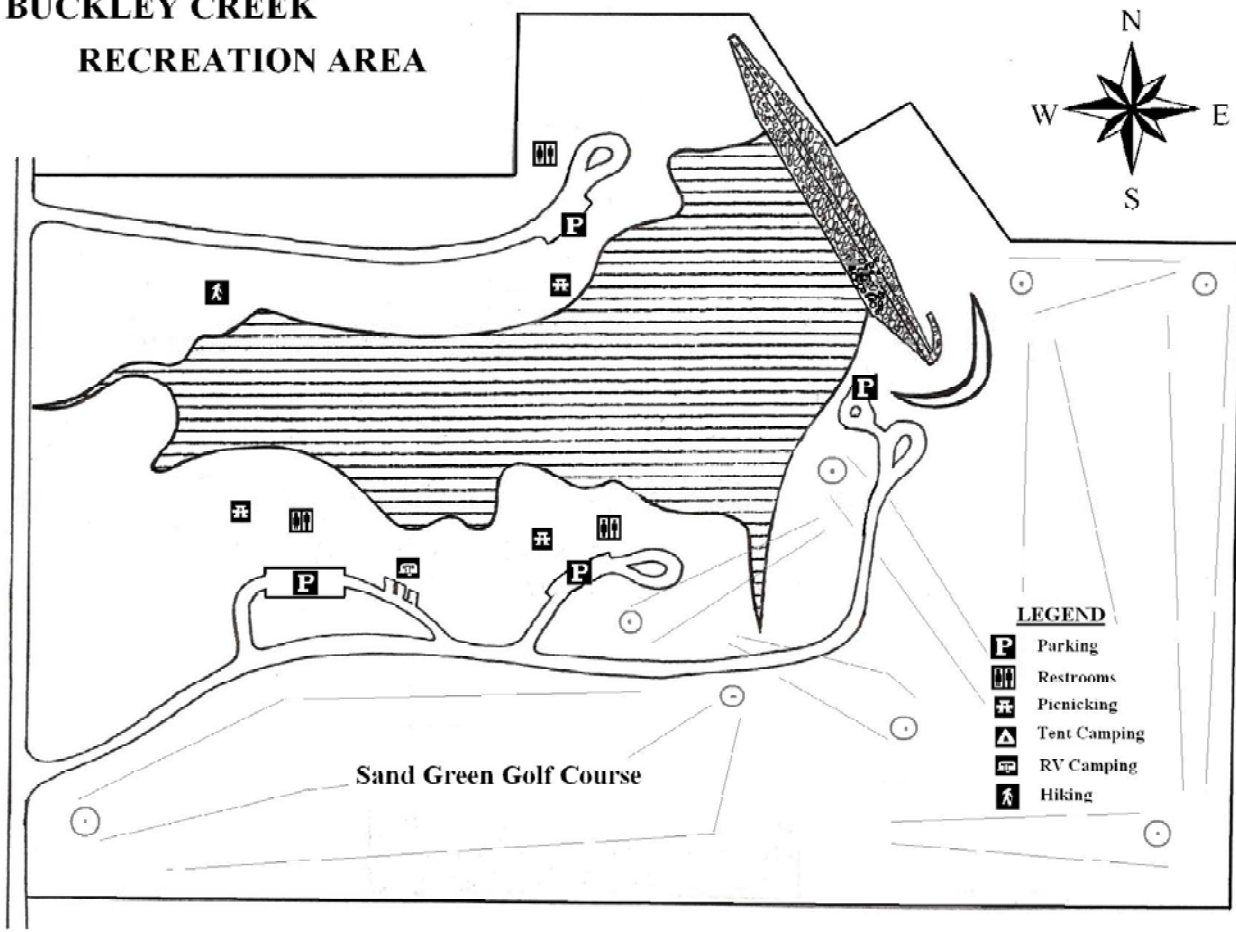 BUCKLEY CREEK
RECREATION AREA
N
W
E
S
P
P
P
P
LEGEND
P Parking
Restrooms
Picnicking
Tent Camping
RV Camping
Hiking
Sand Green Golf Course